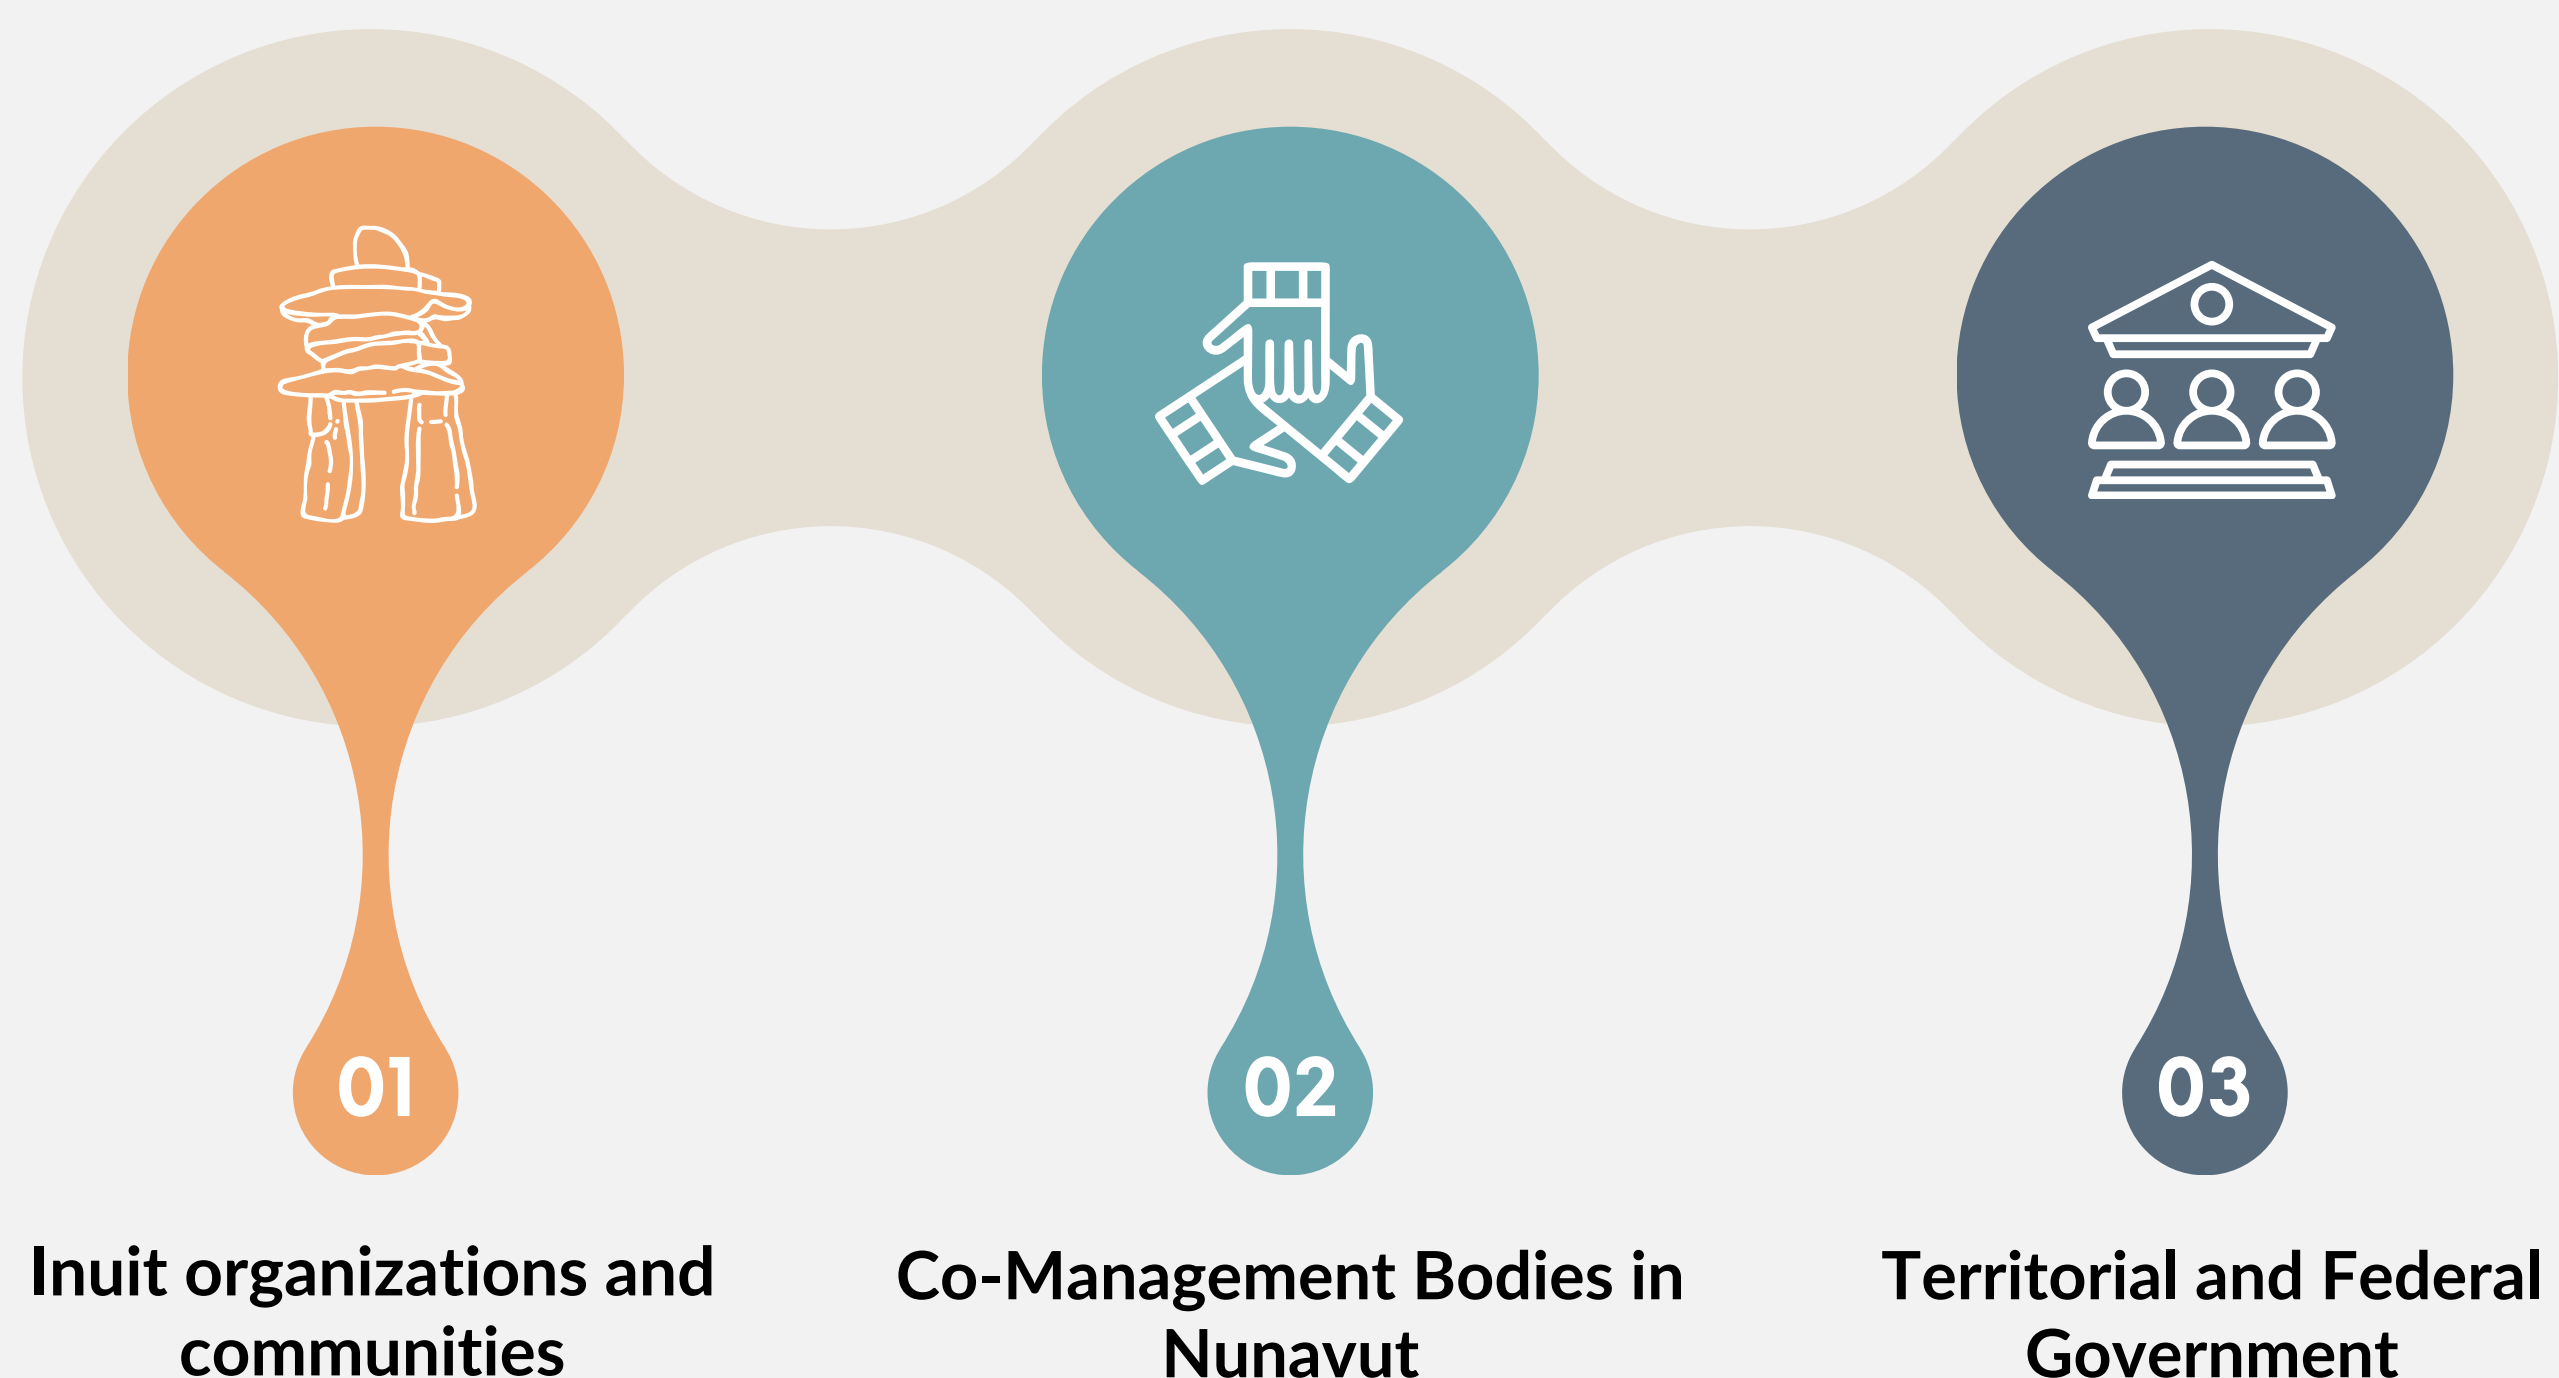 01
02
03
Inuit organizations and
communities
Co-Management Bodies in
Nunavut
Territorial and Federal
Government